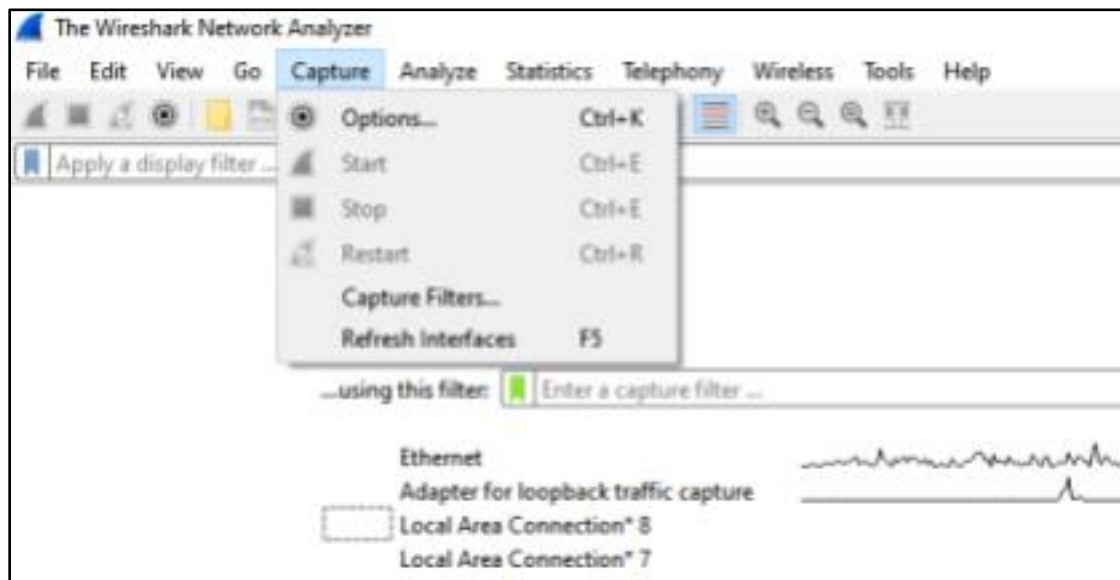 The Wireshark Network Analyzer
File Edit View Go Capture Analyze Statistics Telephony Wireless Tools Help
Options... Ctrl+K
Apply a display filter ...
Start Ctrl+E
Stop Ctrl+E
Restart Ctrl+R
Capture Filters...
Refresh Interfaces F5
...using this filter: Enter a capture filter ...
Ethernet
Adapter for loopback traffic capture
Local Area Connection* 8
Local Area Connection* 7